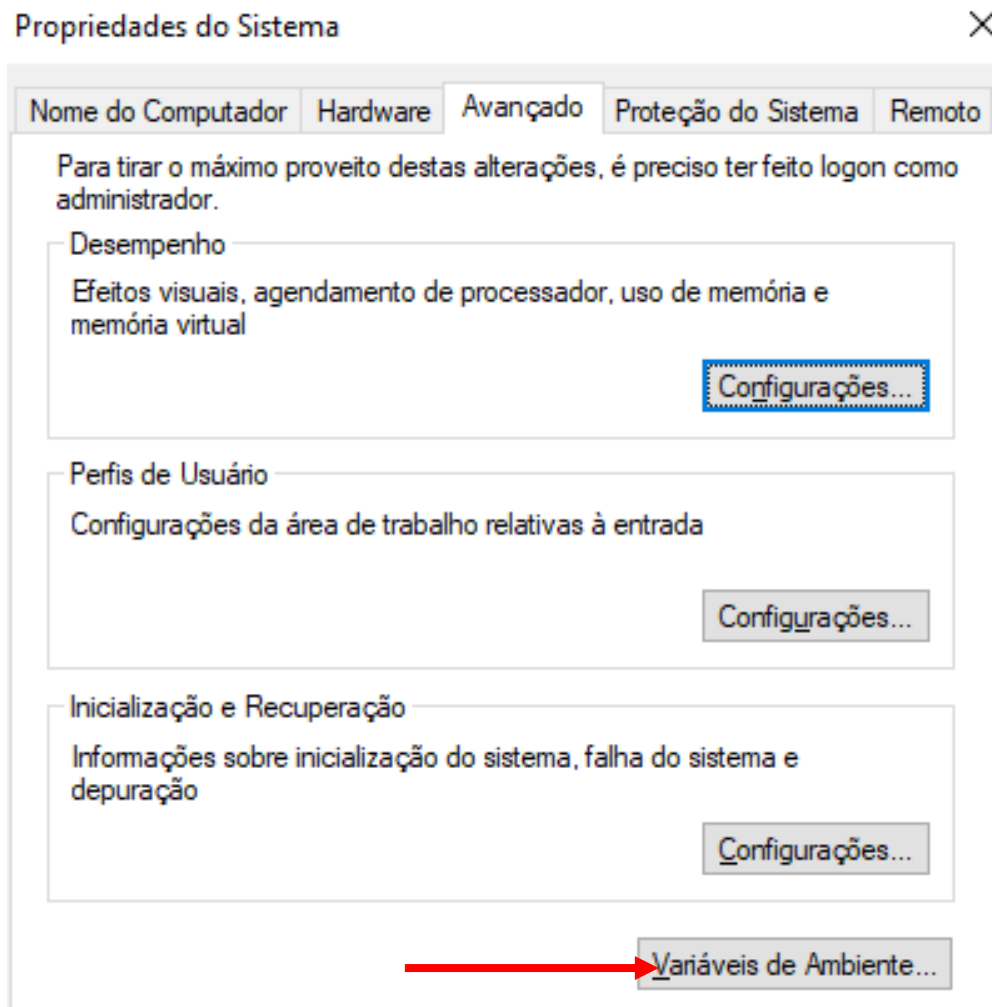 Propriedades do Sistema
Nome do Computador Hardware Avançado Proteção do Sistema Remoto
Para tirar o máximo proveito destas alterações, é preciso ter feito logon como
administrador.
Desempenho
Efeitos visuais, agendamento de processador, uso de memória e
memória virtual
Configurações...
Perfis de Usuário
Configurações da área de trabalho relativas à entrada
Configurações...
Inicialização e Recuperação
Informações sobre inicialização do sistema, falha do sistema e
depuração
Configurações...
Variáveis de Ambiente...